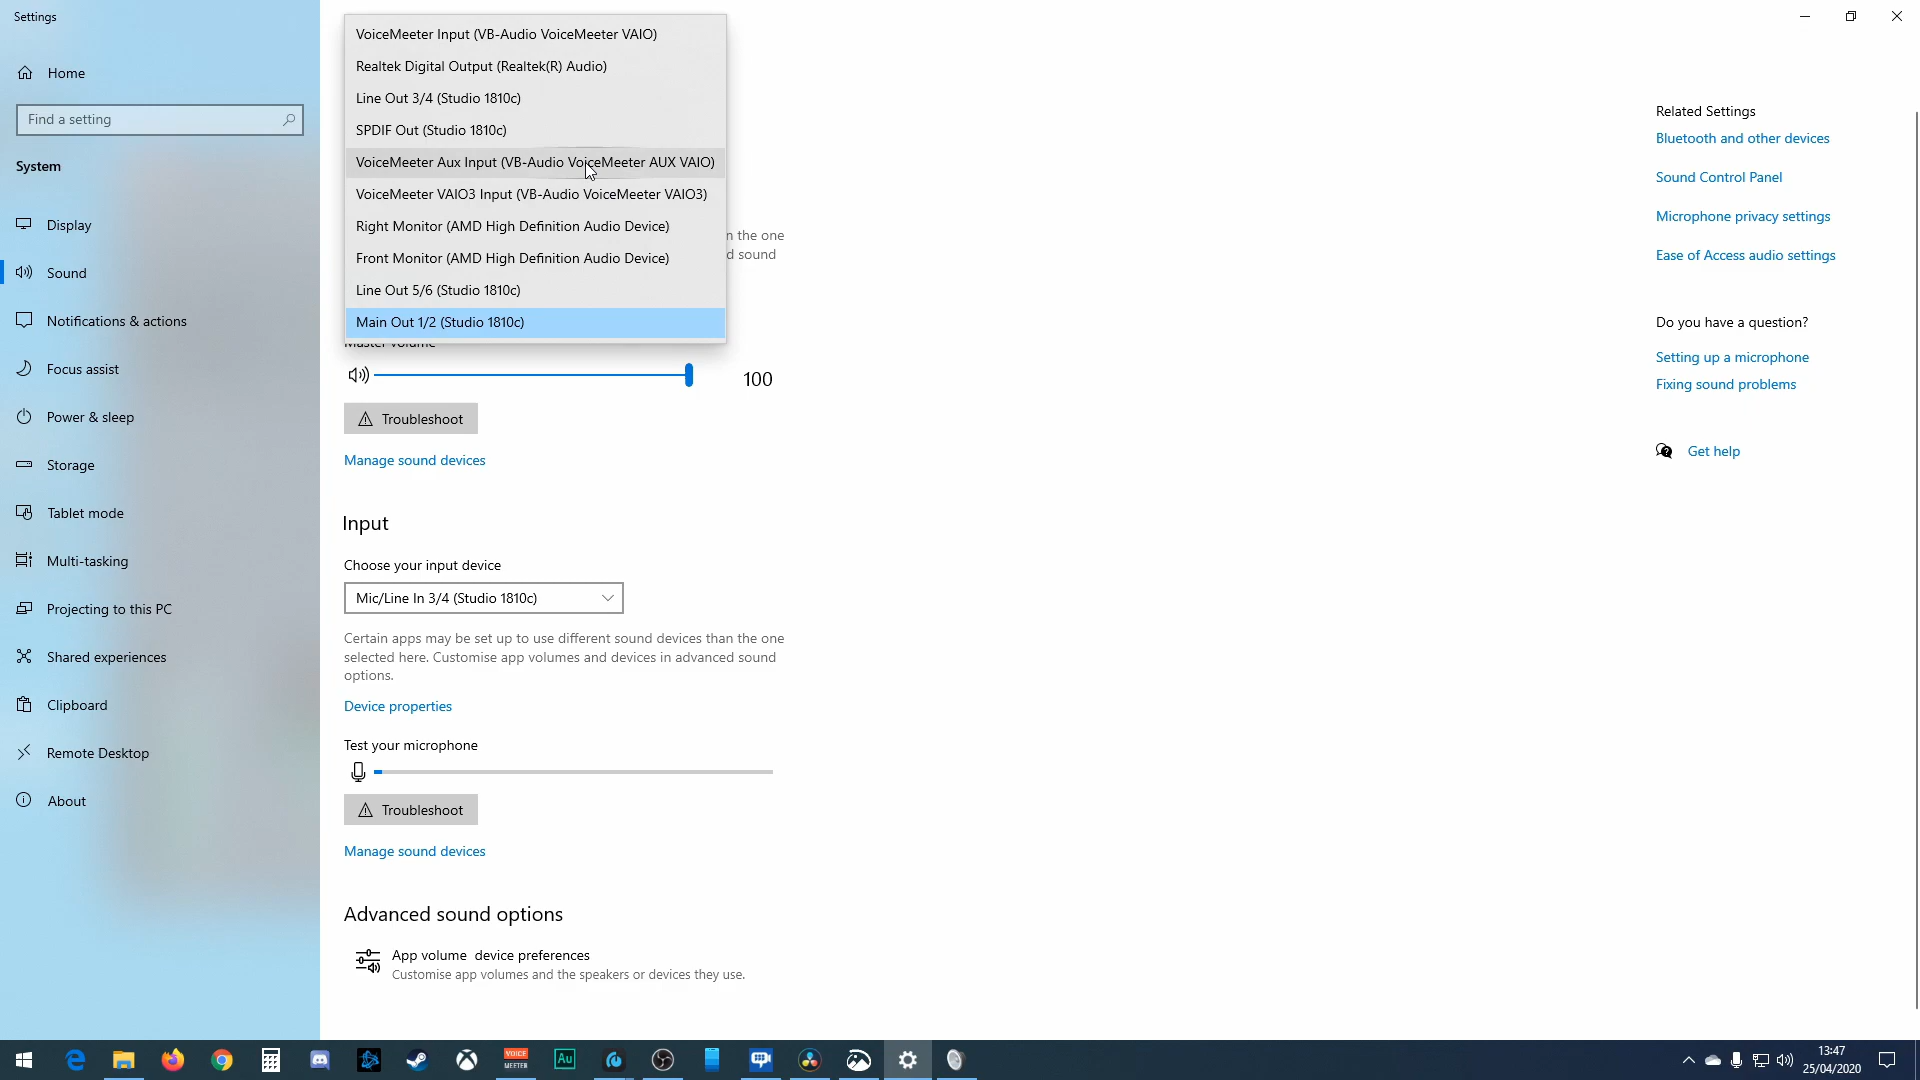 Settings
Home
Find a setting
System
Display
Sound
Notifications & actions
Focus assist
Power & sleep
Storage
Tablet mode
Multi-tasking
Projecting to this PC
Shared experiences
Clipboard
Remote Desktop
About
VoiceMeeter Input (VB-Audio VoiceMeeter VAIO)
Realtek Digital Output (Realtek(R) Audio)
Line Out 3/4 (Studio 1810c)
SPDIF Out (Studio 1810c)
VoiceMeeter Aux Input (VB-Audio VoiceMeeter AUX VAIO)
VoiceMeeter VAIO3 Input (VB-Audio VoiceMeeter VAIO3)
Right Monitor (AMD High Definition Audio Device)
Front Monitor (AMD High Definition Audio Device)
Line Out 5/6 (Studio 1810c)
Main Out 1/2 (Studio 1810c)
n the one
d sound
Master volume
100
Troubleshoot
Manage sound devices
Input
Choose your input device
Mic/Line In 3/4 (Studio 1810c)
Certain apps may be set up to use different sound devices than the one
selected here. Customise app volumes and devices in advanced sound
options.
Device properties
Test your microphone
Troubleshoot
Manage sound devices
Advanced sound options
App volume  device preferences
Customise app volumes and the speakers or devices they use.
Related Settings
Bluetooth and other devices
Sound Control Panel
Microphone privacy settings
Ease of Access audio settings
Do you have a question?
Setting up a microphone
Fixing sound problems
Get help
VOICE
MEETER
Au
13:47
25/04/2020